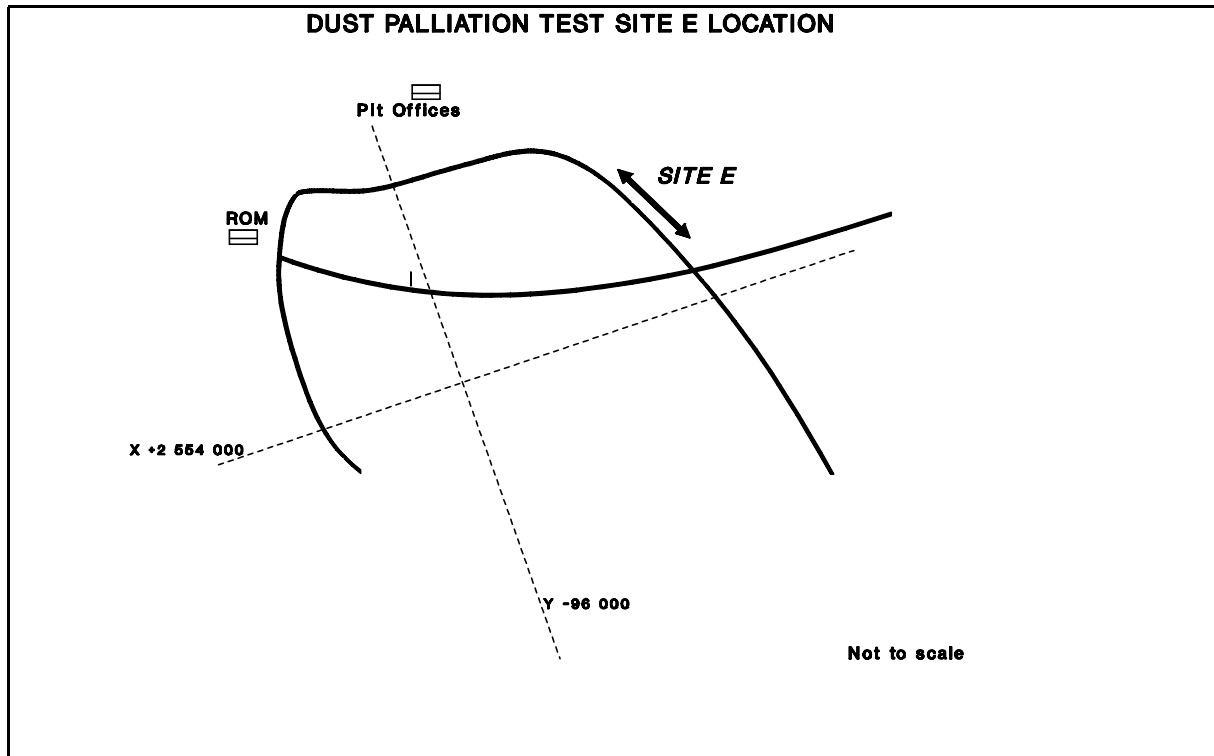 DUST PALLIATION TEST SITE E LOCATION
Pit Offices
SITE E
ROM
X +2 554 000
Y -96 000
Not to scale